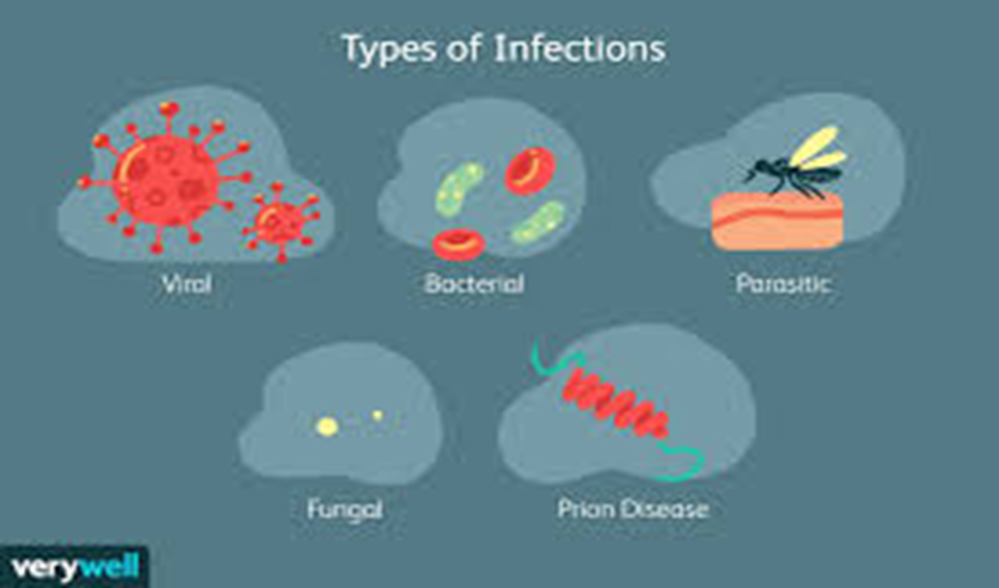 Types of Infections
Viral
Bacterial
Parasitic
Fungal
Prion Disease
verywell